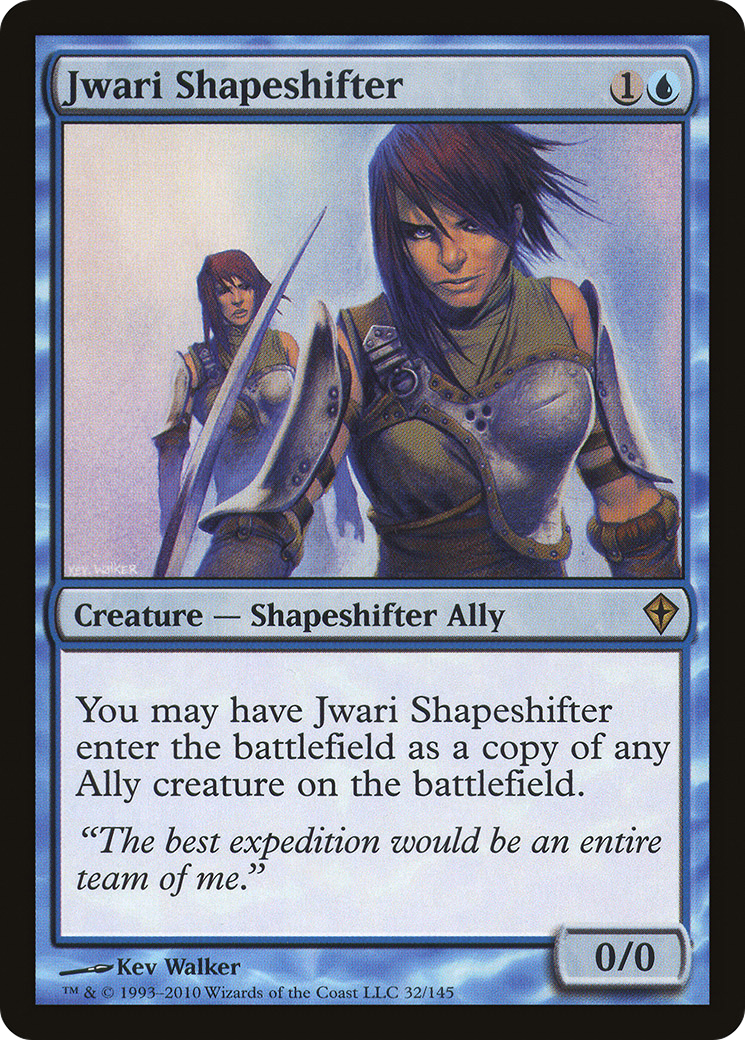 Jwari Shapeshifter 1
KEV. WALKER
Creature — Shapeshifter Ally
You may have Jwari Shapeshifter
enter the battlefield as a copy of any
Ally creature on the battlefield.
“The best expedition would be an entire
team of me.”
0/0
Kev Walker
™ & © 1993–2010 Wizards of the Coast LLC 32/145